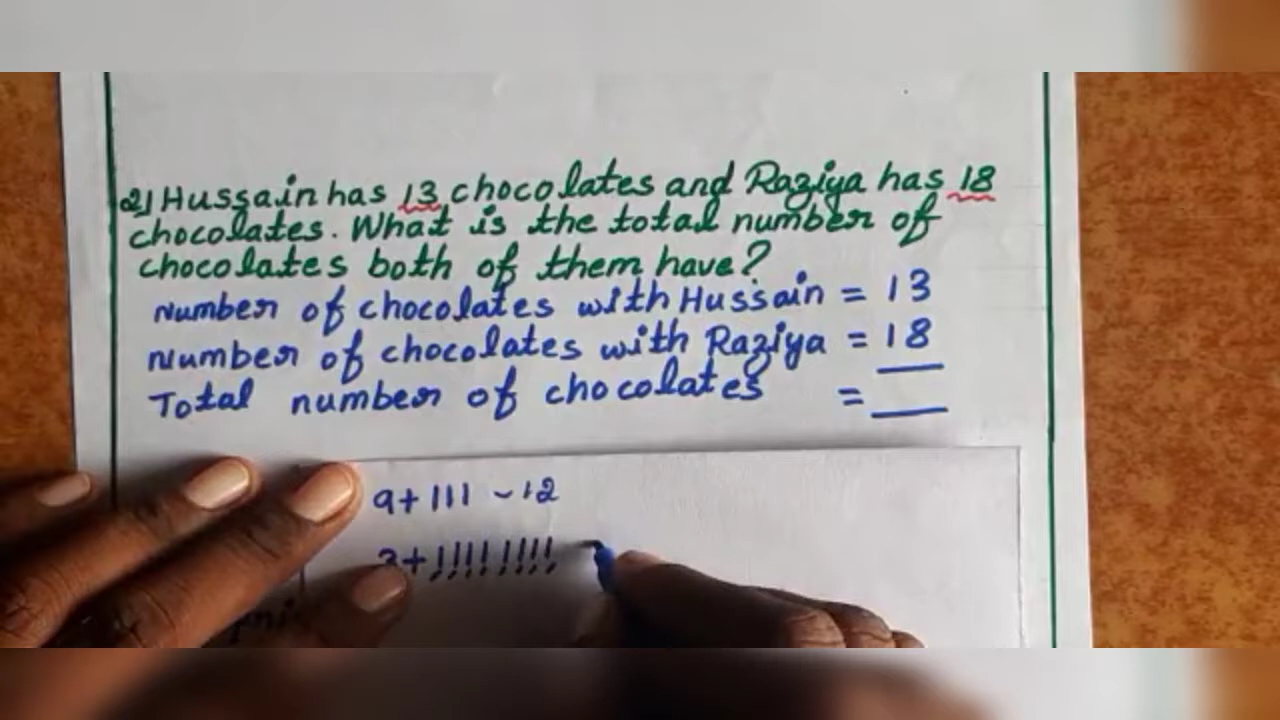 2) Hussain has 13 chocolates and Raziya has 18
chocolates. What is the total number of
chocolates both of them have?
Number of chocolates with Hussain = 13
Number of chocolates with Raziya = 18
Total number of chocolates = __
9+111 - 12
3+|||||||||